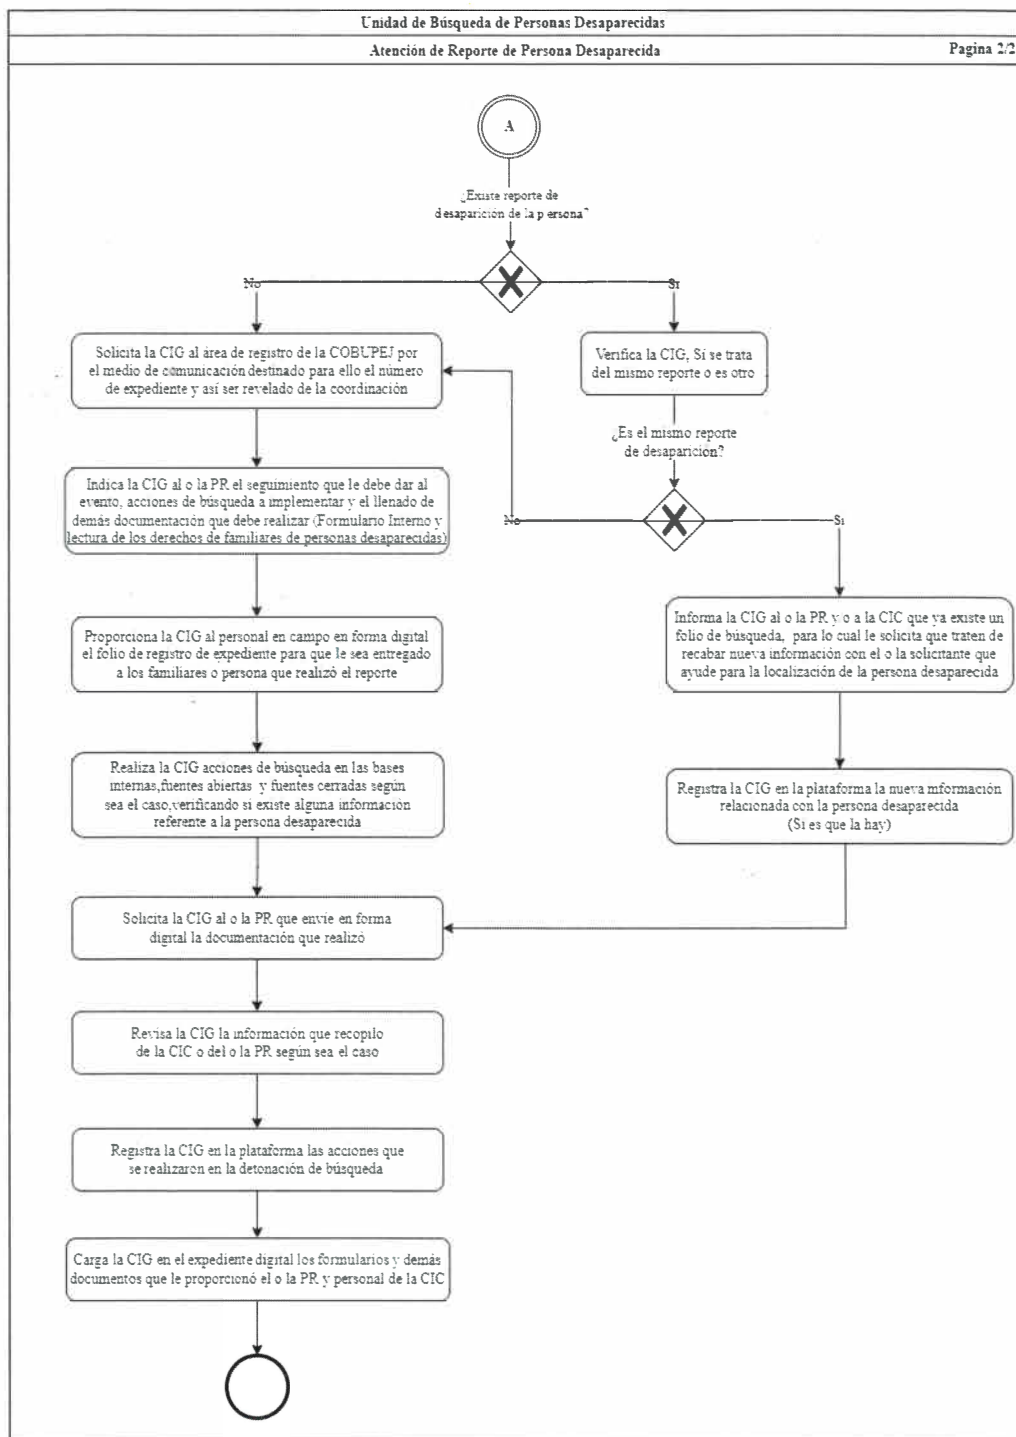 Unidad de Búsqueda de Personas Desaparecidas
Atención de Reporte de Persona Desaparecida
Pagina 2/2
A
¿Existe reporte de
desaparición de la persona?
No
Si
Solicita la CIG al área de registro de la COBUPEJ por
el medio de comunicación destinado para ello el número
de expediente y así ser revelado de la coordinación
Verifica la CIG, Sí se trata
del mismo reporte o es otro
¿Es el mismo reporte
de desaparición?
Indica la CIG al o la PR el seguimiento que le debe dar al
evento, acciones de búsqueda a implementar y el llenado de
demás documentación que debe realizar (Formulario Interno y
lectura de los derechos de familiares de personas desaparecidas)
No
Si
Proporciona la CIG al personal en campo en forma digital
el folio de registro de expediente para que le sea entregado
a los familiares o persona que realizó el reporte
Informa la CIG al o la PR y o a la CIC que ya existe un
folio de búsqueda, para lo cual le solicita que traten de
recabar nueva información con el o la solicitante que
ayude para la localización de la persona desaparecida
Realiza la CIG acciones de búsqueda en las bases
internas,fuentes abiertas y fuentes cerradas según
sea el caso,verificando si existe alguna información
referente a la persona desaparecida
Registra la CIG en la plataforma la nueva información
relacionada con la persona desaparecida
(Si es que la hay)
Solicita la CIG al o la PR que envie en forma
digital la documentación que realizó
Revisa la CIG la información que recopilo
de la CIC o del o la PR según sea el caso
Registra la CIG en la plataforma las acciones que
se realizaron en la detonación de búsqueda
Carga la CIG en el expediente digital los formularios y demás
documentos que le proporcionó el o la PR y personal de la CIC